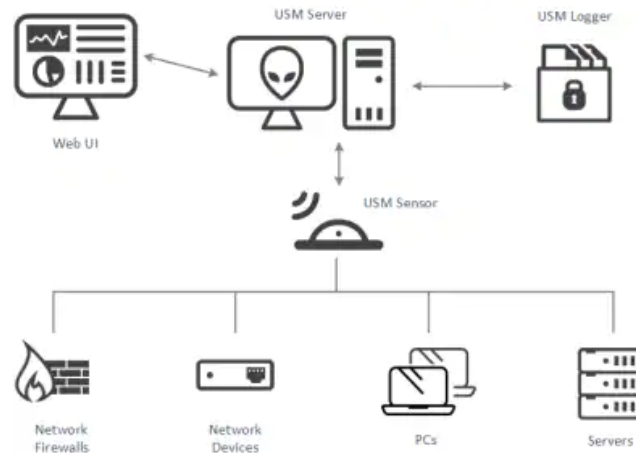 USM Server
USM Logger
Web UI
USM Sensor
Network
Firewalls
Network
Devices
PCs
Servers